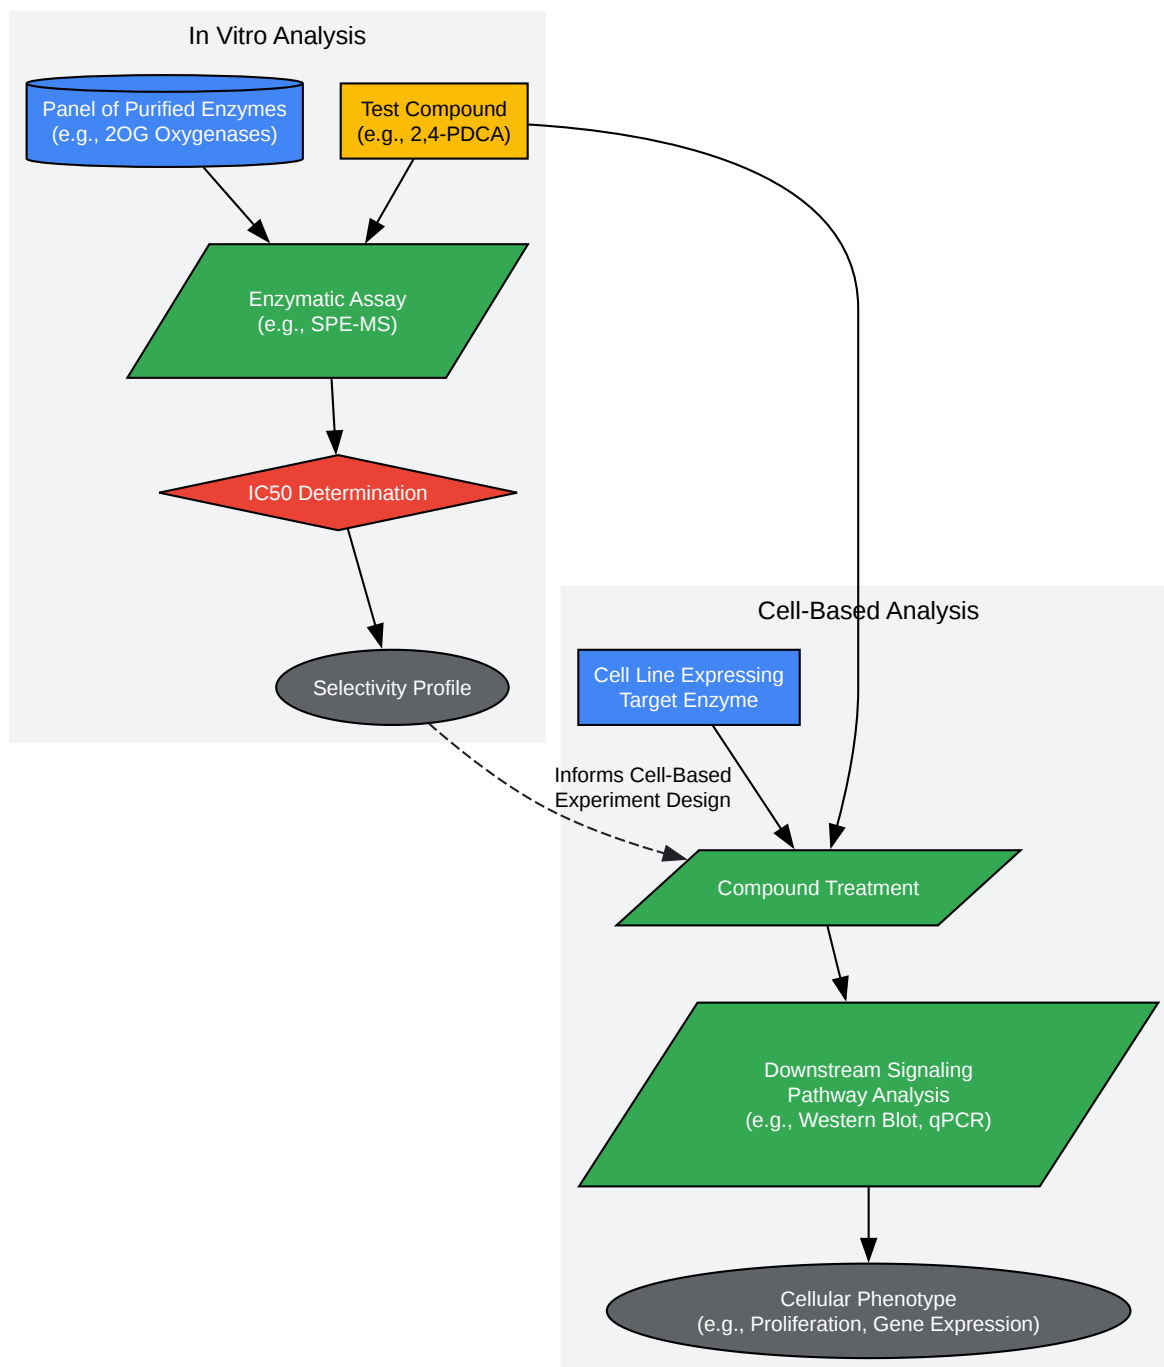 In Vitro Analysis
Panel of Purified Enzymes
(e.g., 2OG Oxygenases)
Test Compound
(e.g., 2,4-PDCA)
Enzymatic Assay
(e.g., SPE-MS)
IC50 Determination
Selectivity Profile
Cell-Based Analysis
Cell Line Expressing
Target Enzyme
Informs Cell-Based
Experiment Design
Compound Treatment
Downstream Signaling
Pathway Analysis
(e.g., Western Blot, qPCR)
Cellular Phenotype
(e.g., Proliferation, Gene Expression)